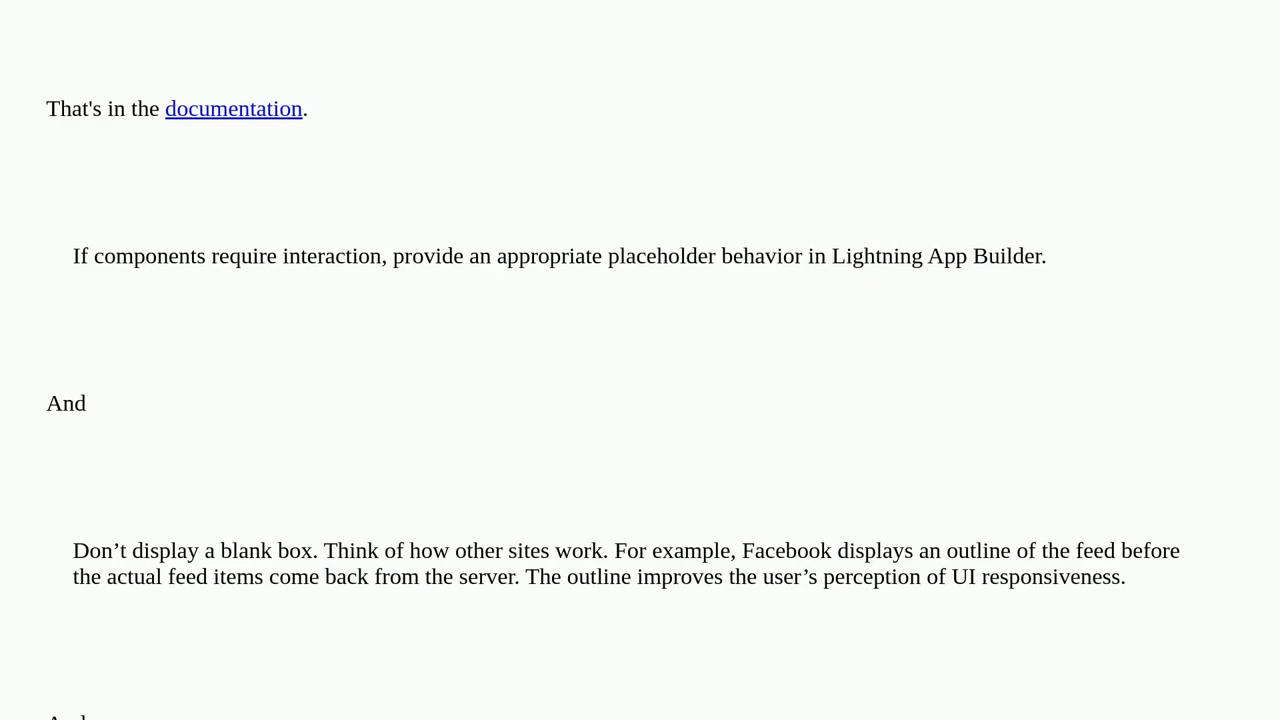 That's in the documentation.
If components require interaction, provide an appropriate placeholder behavior in Lightning App Builder.
And
Don’t display a blank box. Think of how other sites work. For example, Facebook displays an outline of the feed before
the actual feed items come back from the server. The outline improves the user’s perception of UI responsiveness.